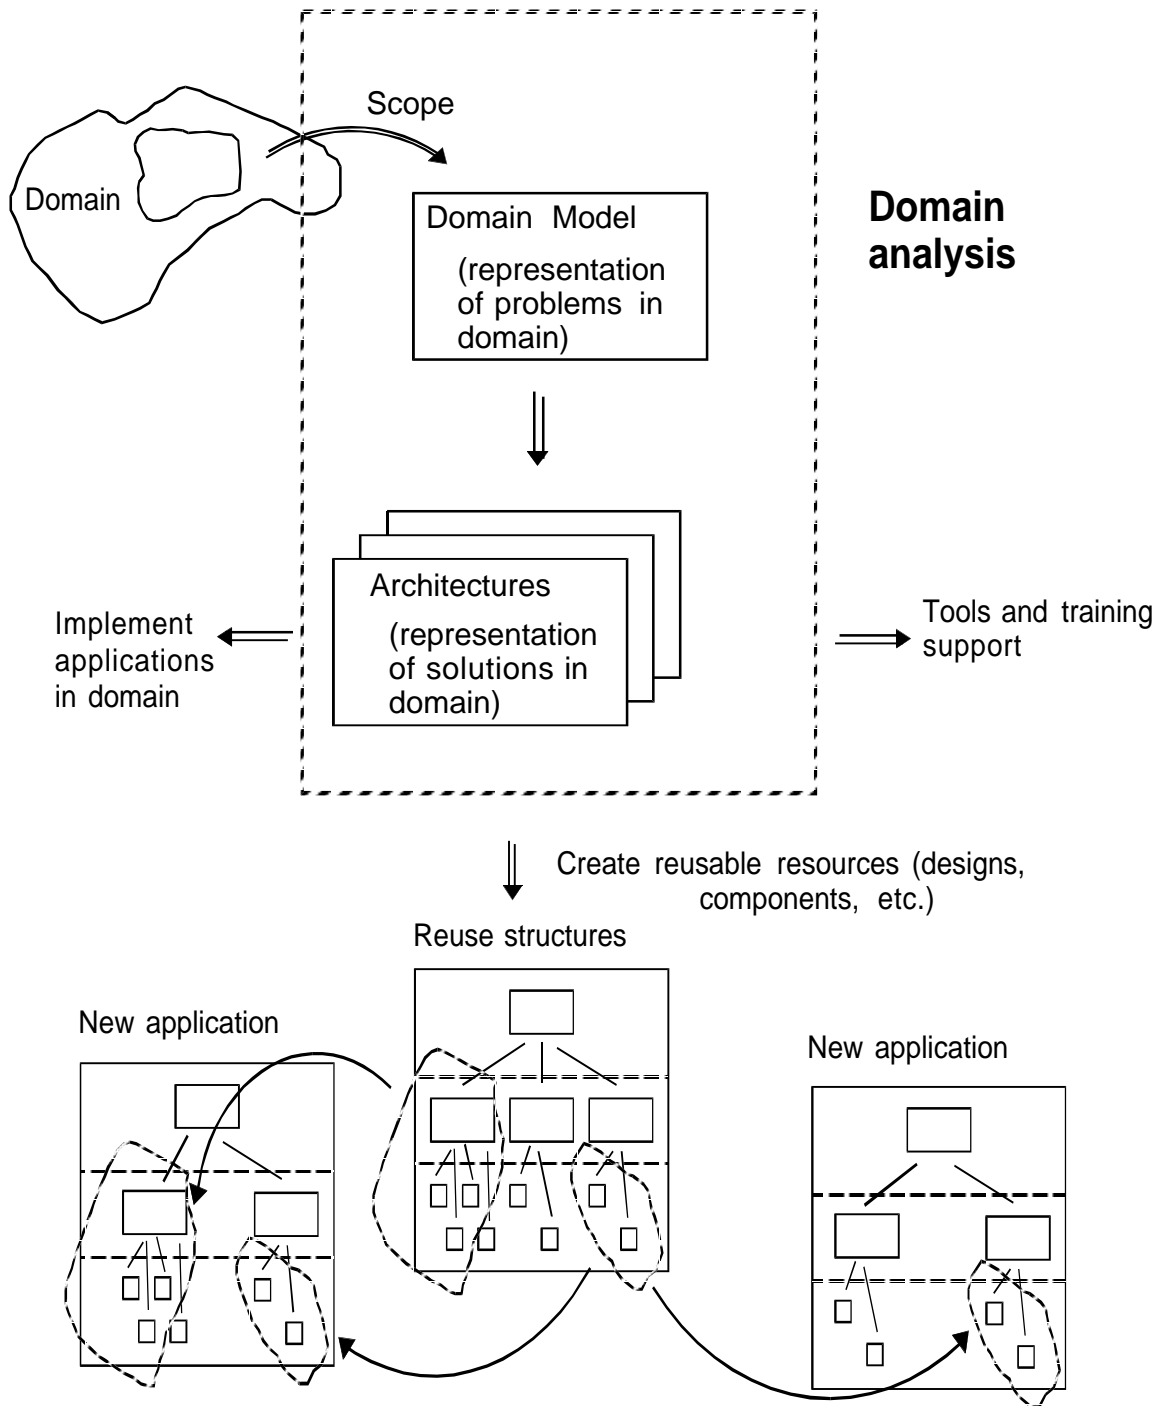 Scope
Domain
Domain Model
(representation
of problems in
domain)
Domain
analysis
Architectures
(representation
of solutions in
domain)
Implement
applications
in domain
Tools and training
support
Create reusable resources (designs,
components, etc.)
Reuse structures
New application
New application